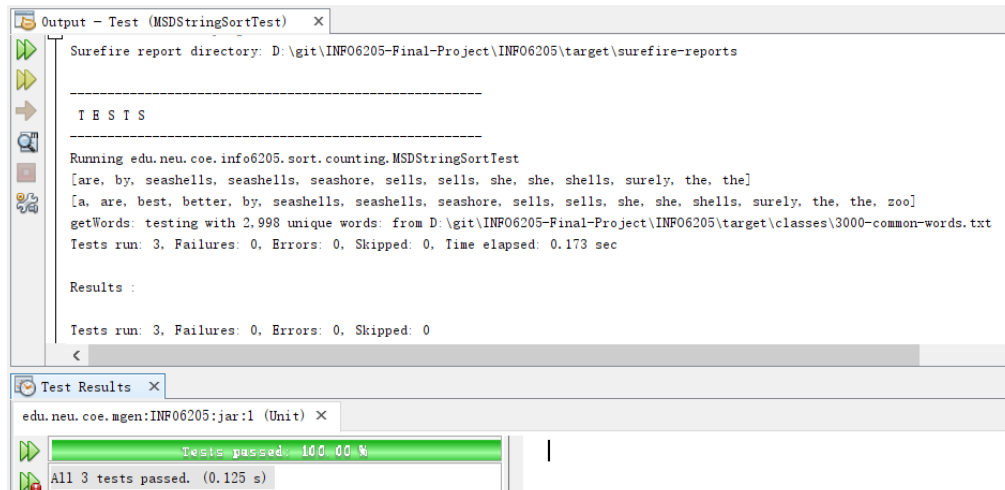 Output - Test (MSDStringSortTest)
Surefire report directory: D:\git\INFO6205-Final-Project\INFO6205\target\surefire-reports
-------------------------------------------------------
T E S T S
-------------------------------------------------------
Running edu.neu.coe.info6205.sort.counting.MSDStringSortTest
[are, by, seashells, seashells, seashore, sells, sells, she, she, shells, surely, the, the]
[a, are, best, better, by, seashells, seashells, seashore, sells, sells, she, she, shells, surely, the, the, zoo]
getWords: testing with 2,998 unique words: from D:\git\INFO6205-Final-Project\INFO6205\target\classes\3000-common-words.txt
Tests run: 3, Failures: 0, Errors: 0, Skipped: 0, Time elapsed: 0.173 sec
Results :
Tests run: 3, Failures: 0, Errors: 0, Skipped: 0
Test Results
edu.neu.coe.mgen:INFO6205:jar:1 (Unit)
Tests passed: 100.00 %
All 3 tests passed. (0.125 s)